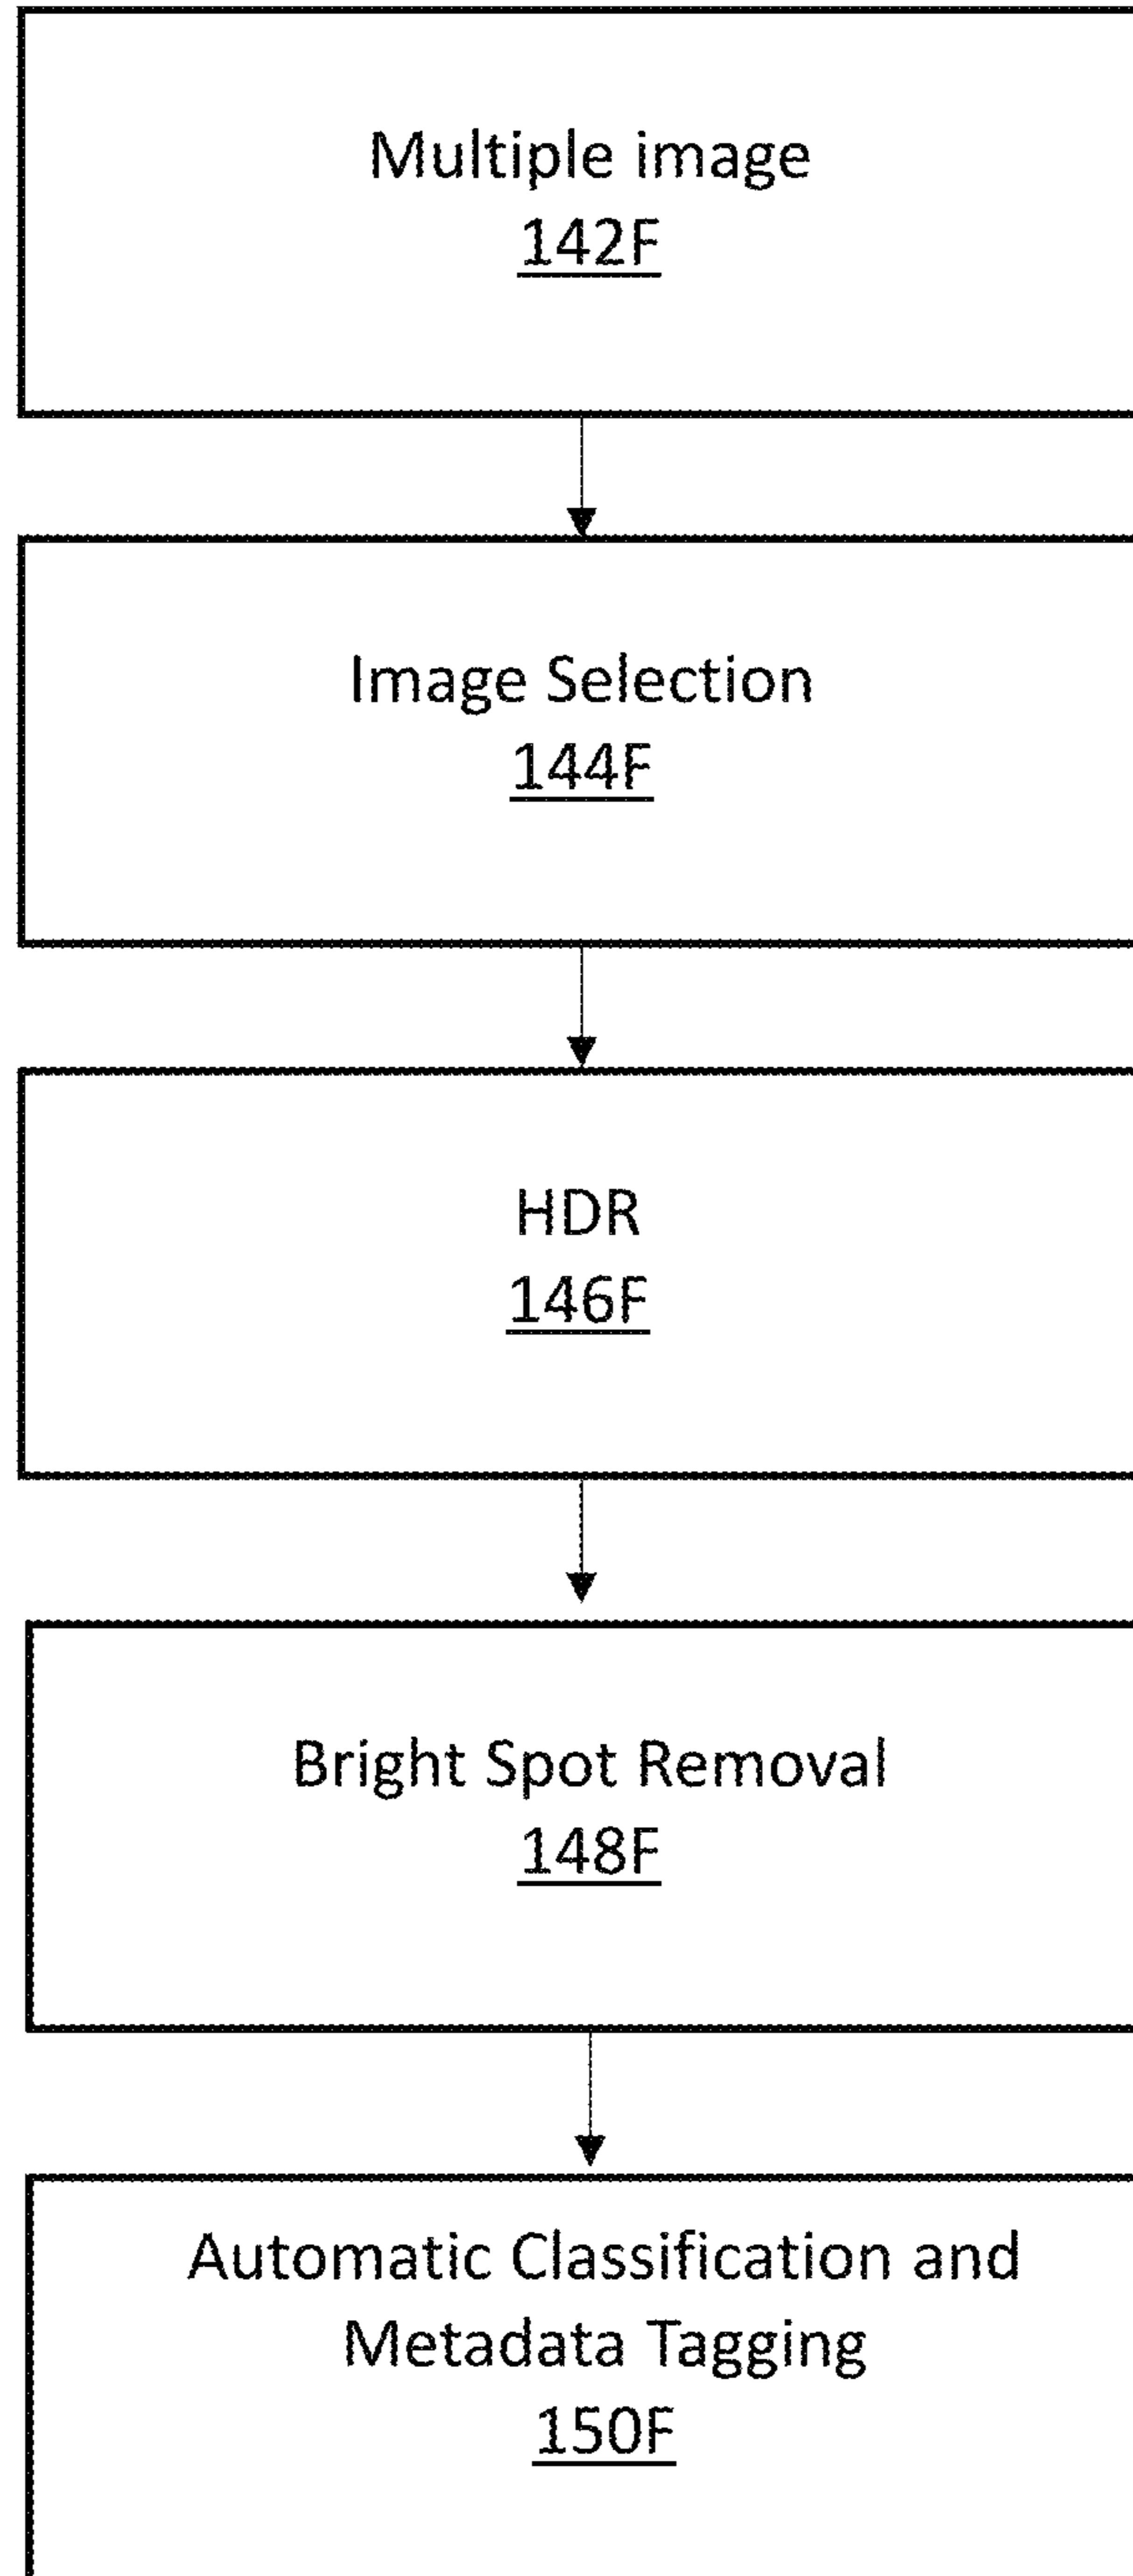 Multiple image
142F
Image Selection
144F
HDR
146F
Bright Spot Removal
148F
Automatic Classification and
Metadata Tagging
150F